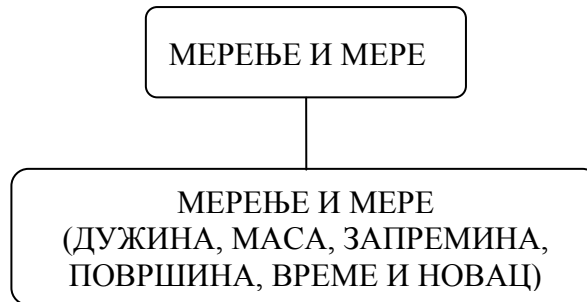 МЕРЕЊЕ И МЕРЕ
МЕРЕЊЕ И МЕРЕ
(ДУЖИНА, МАСА, ЗАПРЕМИНА,
ПОВРШИНА, ВРЕМЕ И НОВАЦ)